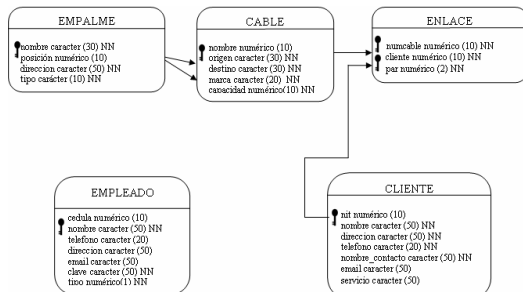 EMPALME
nombre caracter (30) NN
posición numérico (10)
direccion caracter (50) NN
tipo carácter (10) NN
CABLE
nombre numérico (10)
origen caracter (30) NN
destino caracter (30) NN
marca caracter (20) NN
capacidad numérico(10) NN
ENLACE
numcable numérico (10) NN
cliente numérico (10) NN
par numérico (2) NN
EMPLEADO
cedula numérico (10)
nombre caracter (50) NN
telefono caracter (20)
direccion caracter (50)
email caracter (50)
clave caracter (50) NN
tipo numérico(1) NN
CLIENTE
nit numérico (10)
nombre caracter (50) NN
direccion caracter (50) NN
telefono caracter (20) NN
nombre_contacto caracter (50) NN
email caracter (50)
servicio caracter (50)